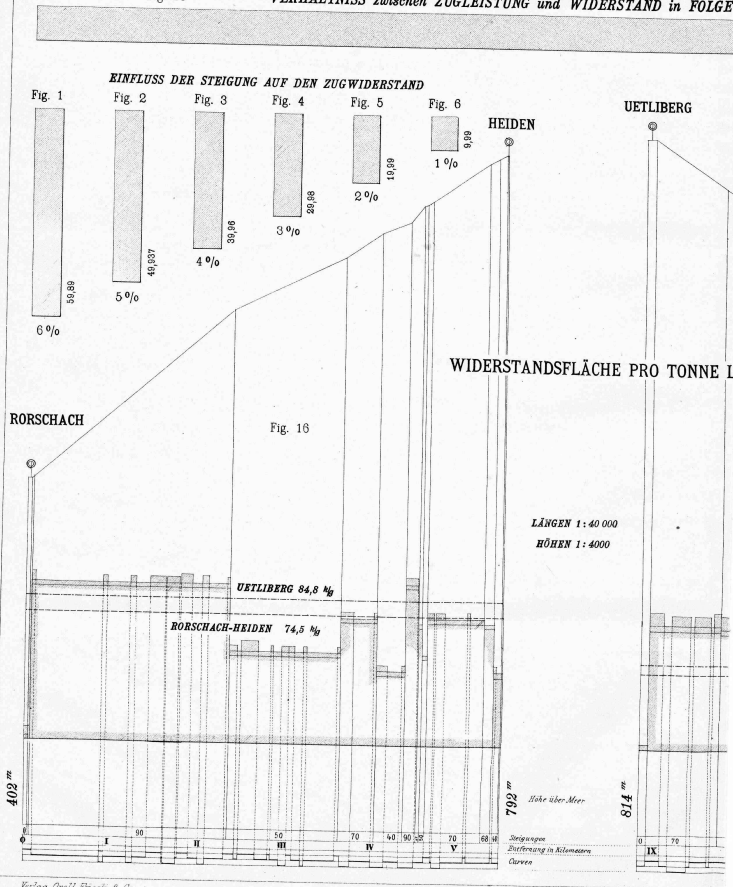 VERHÄLTNISS zwischen ZUGLEISTUNG und WIDERSTAND in FOLGE
EINFLUSS DER STEIGUNG AUF DEN ZUGWIDERSTAND
Fig. 1
Fig. 2
Fig. 3
Fig. 4
Fig. 5
Fig. 6
59,89
49,937
39,96
29,98
19,99
9,99
6 %
5 %
4 %
3 %
2 %
1 %
HEIDEN
UETLIBERG
WIDERSTANDSFLÄCHE PRO TONNE L
RORSCHACH
Fig. 16
LÄNGEN 1:40 000
HÖHEN 1:4000
UETLIBERG 84,8 k/g
RORSCHACH-HEIDEN 74,5 k/g
402 m
792 m
Höhe über Meer
814 m
0 90 50 70 40 90 70 68
Steigungen
0 70
0 I II III IV V
Entfernung in Kilometern
IX
Curven